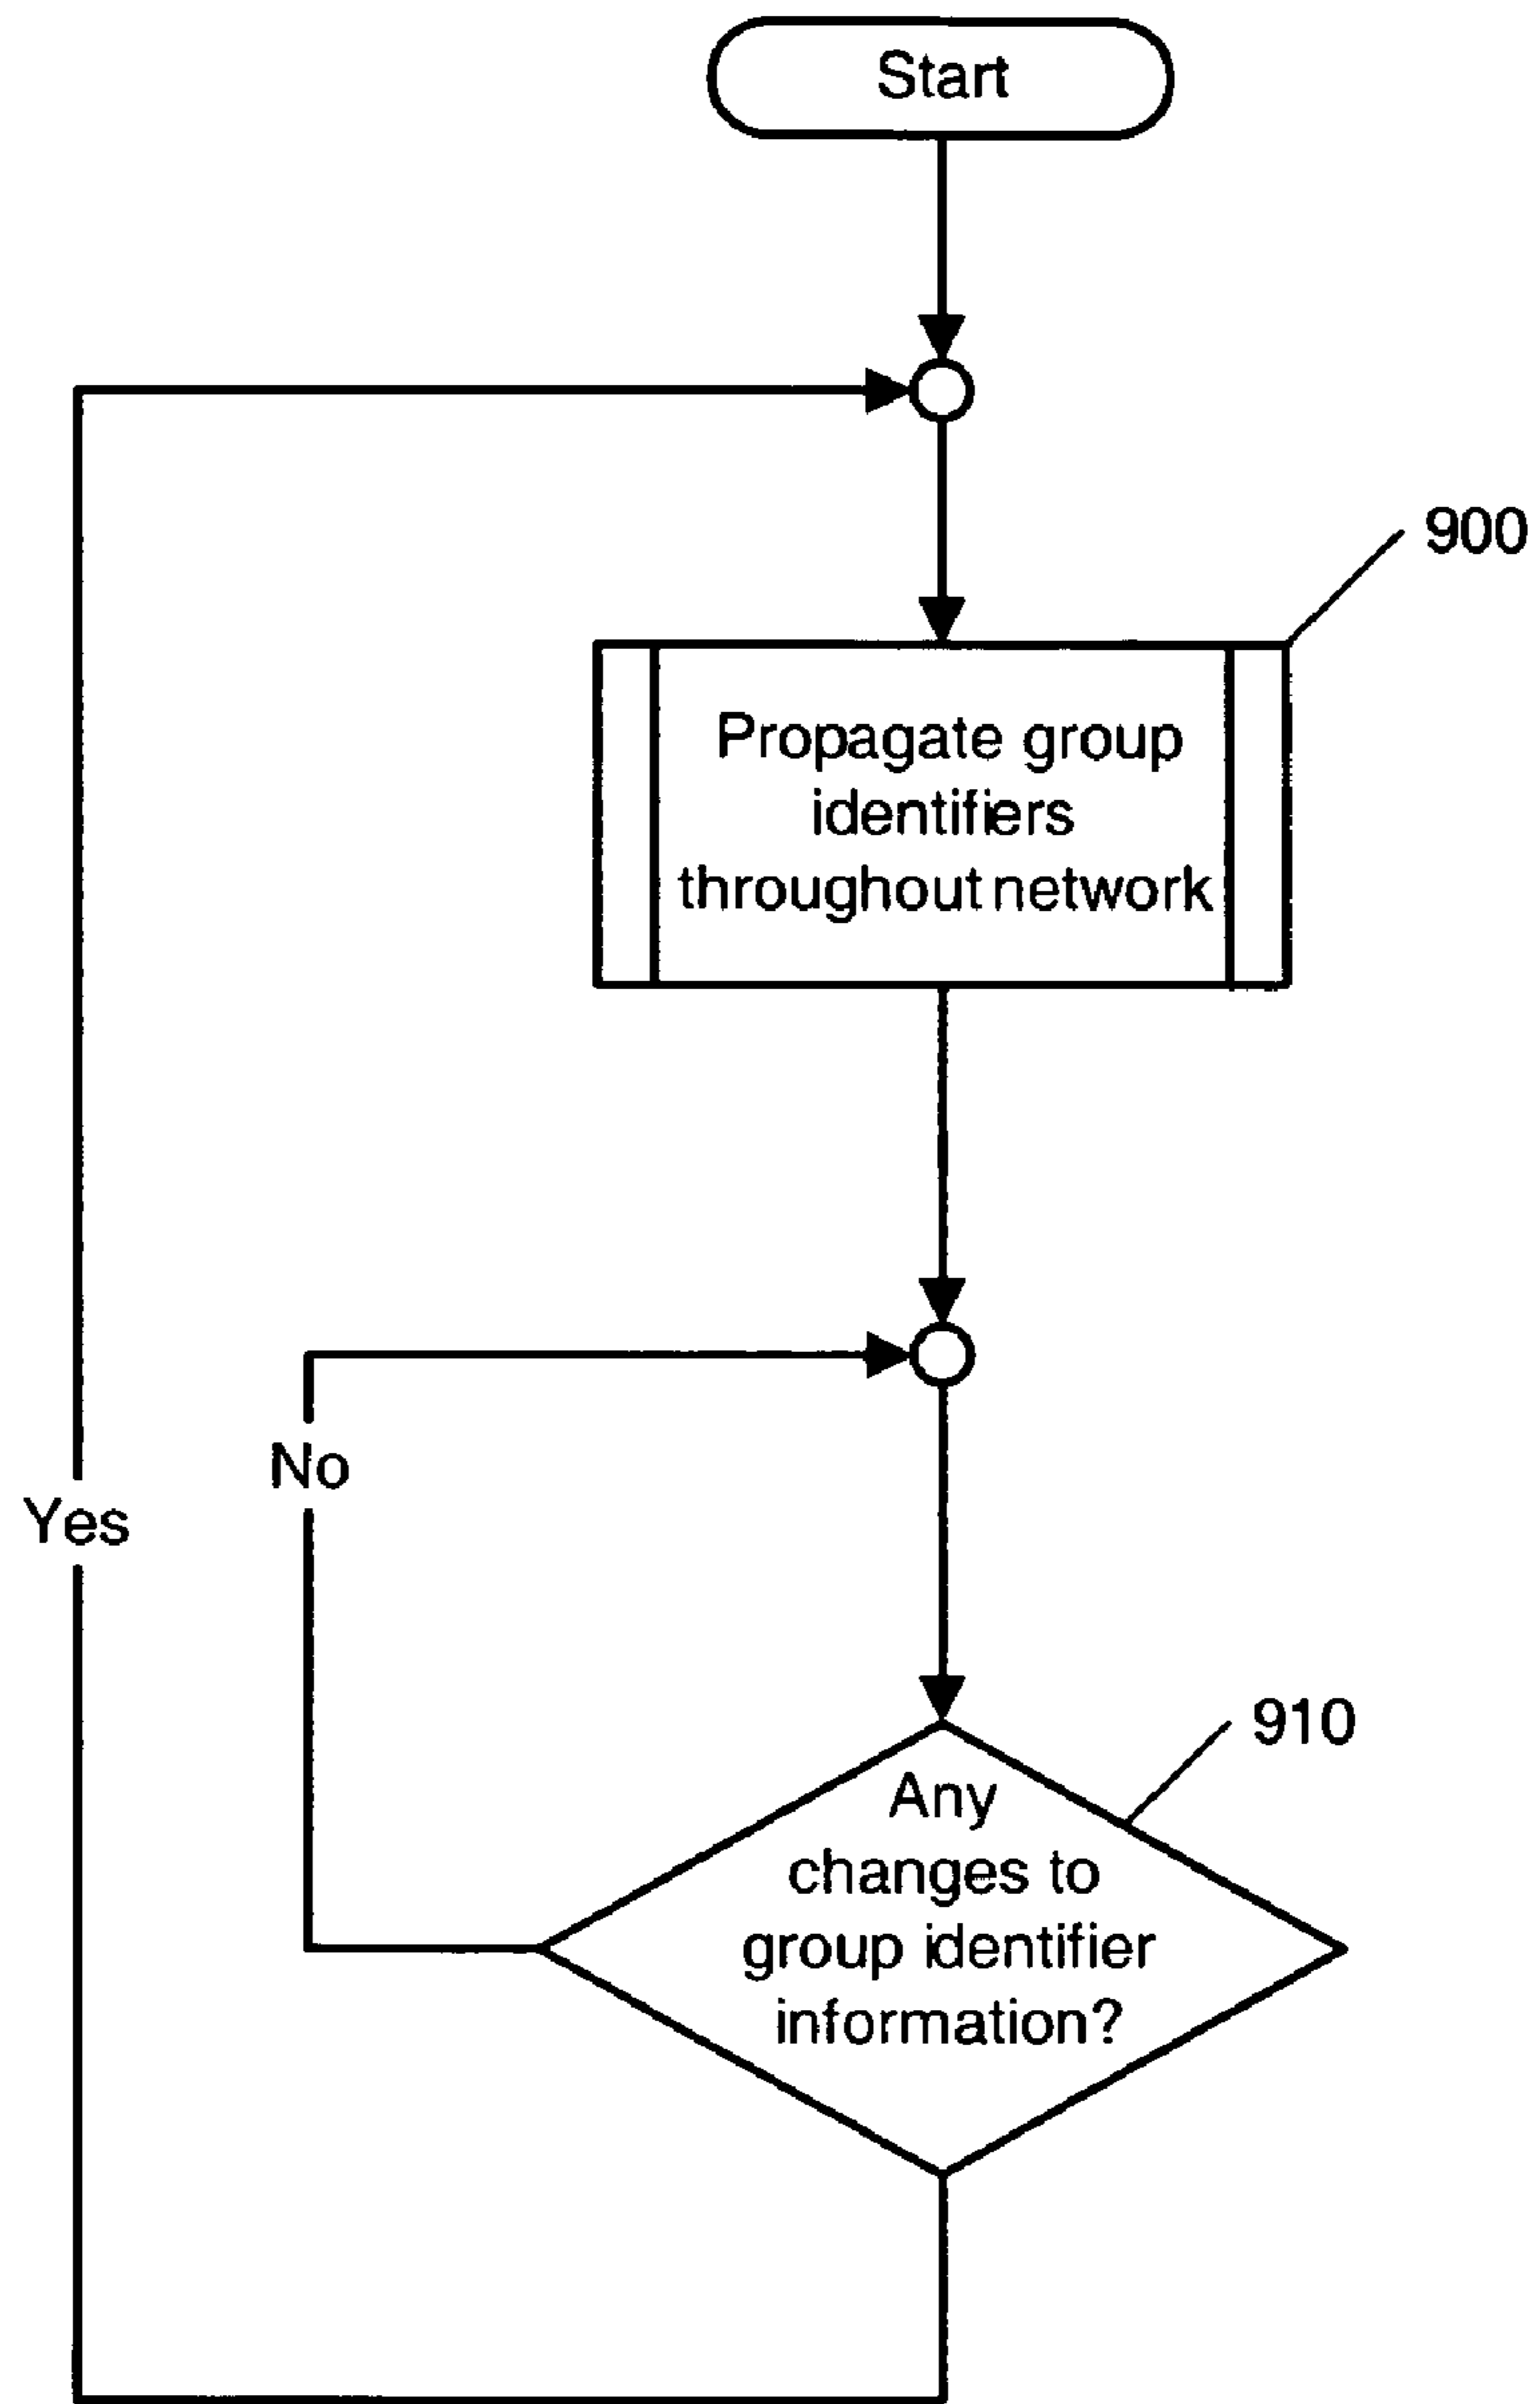 Start
900
Propagate group
identifiers
throughout network
No
Yes
910
Any
changes to
group identifier
information?